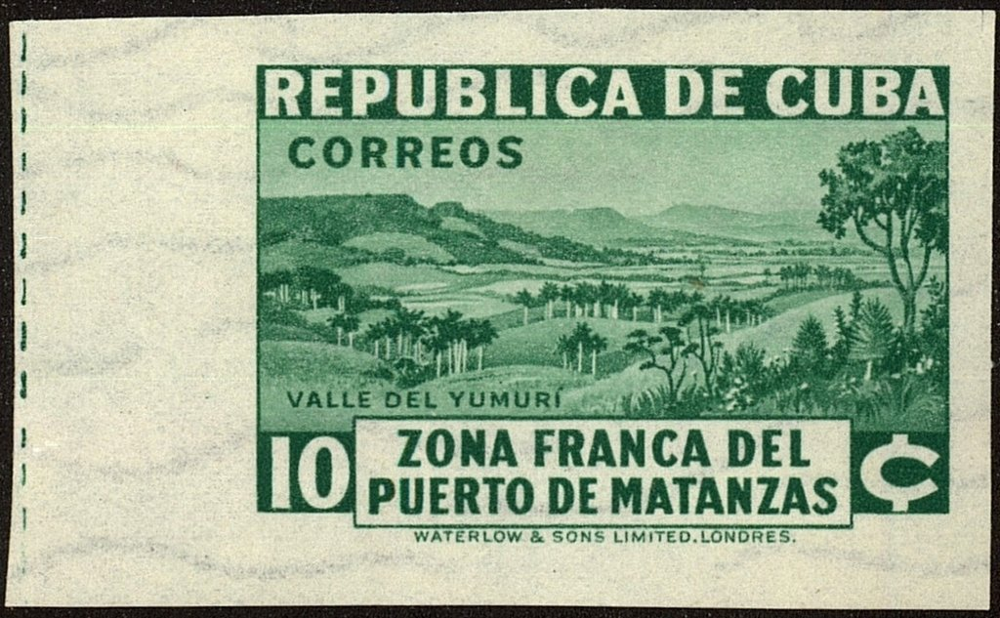 REPUBLICA DE CUBA
CORREOS
VALLE DEL YUMURÍ
10 ¢
ZONA FRANCA DEL
PUERTO DE MATANZAS
WATERLOW & SONS LIMITED. LONDRES.